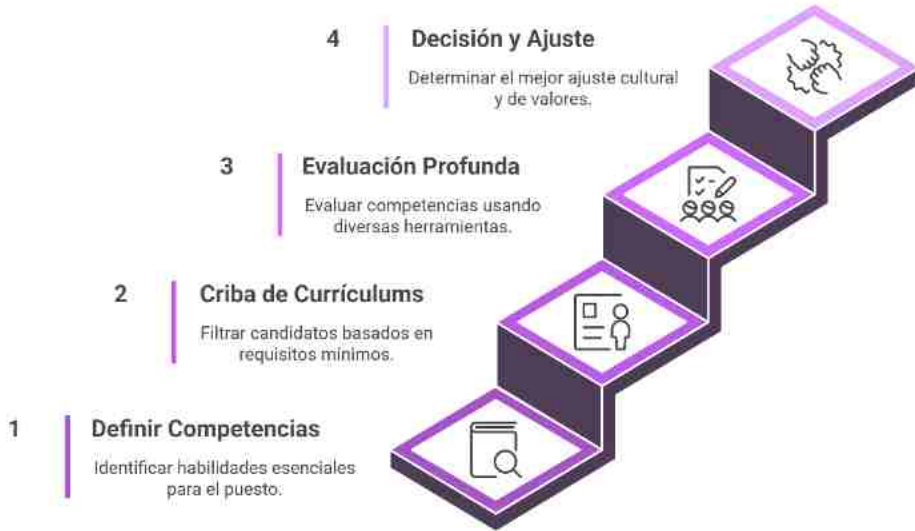 4
Decisión y Ajuste
Determinar el mejor ajuste cultural
y de valores.
3
Evaluación Profunda
Evaluar competencias usando
diversas herramientas.
2
Criba de Currículums
Filtrar candidatos basados en
requisitos mínimos.
1
Definir Competencias
Identificar habilidades esenciales
para el puesto.